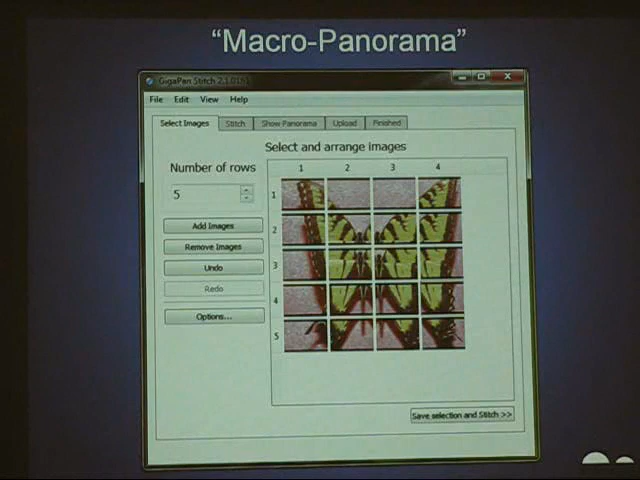 “Macro-Panorama”
GigaPan Stitch
File Edit View Help
Select Images Stitch Show Panorama Upload Finished
Select and arrange images
Number of rows
5
1 2 3 4
1
2
3
4
5
Add Images
Remove Images
Undo
Redo
Options...
Save selection and Stitch >>